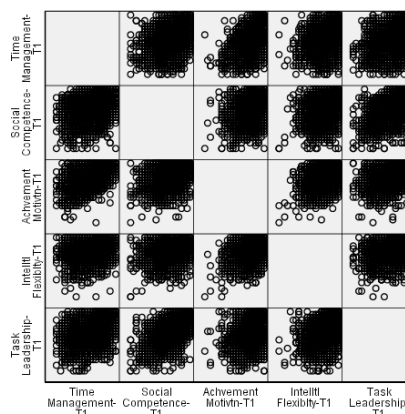 Time
Management-
T1
Social
Competence-
T1
Achvement
Motivtn-T1
Intelltl
Flexiblty-T1
Task
Leadership-
T1
Time
Management-
T1
Social
Competence-
T1
Achvement
Motivtn-T1
Intelltl
Flexiblty-T1
Task
Leadership-
T1